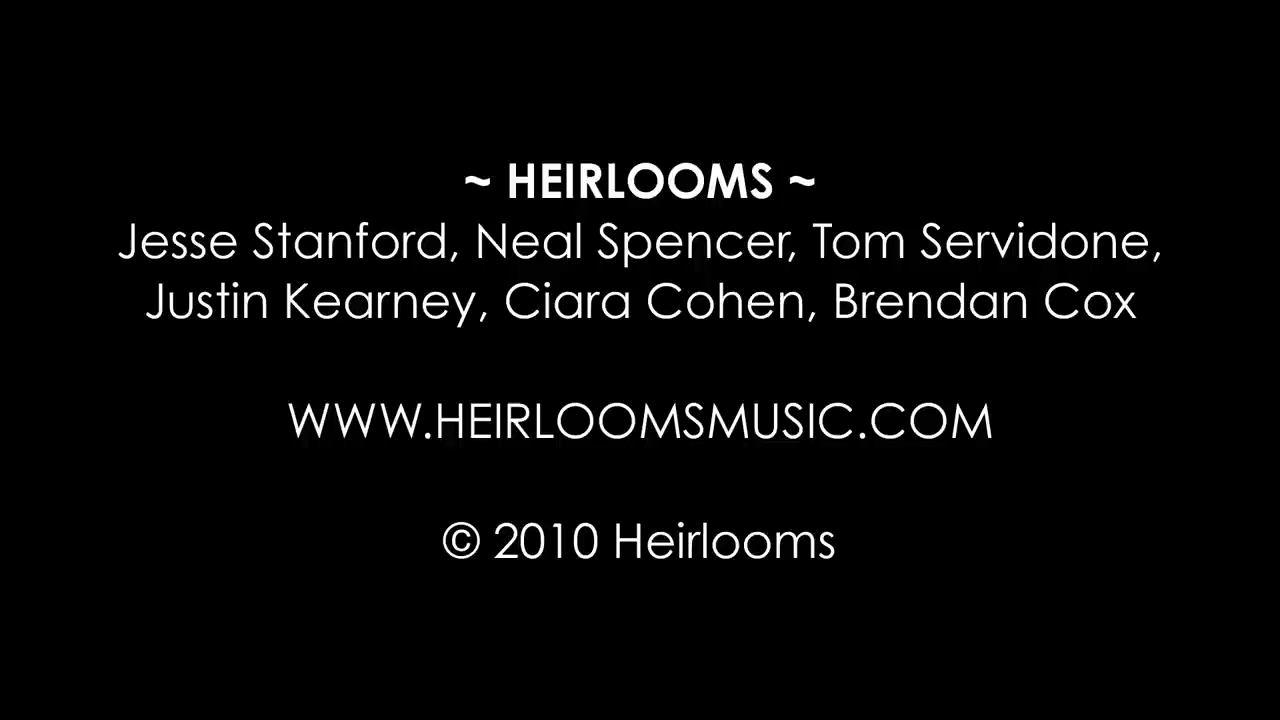 ~ HEIRLOOMS ~
Jesse Stanford, Neal Spencer, Tom Servidone,
Justin Kearney, Ciara Cohen, Brendan Cox
WWW.HEIRLOOMSMUSIC.COM
© 2010 Heirlooms